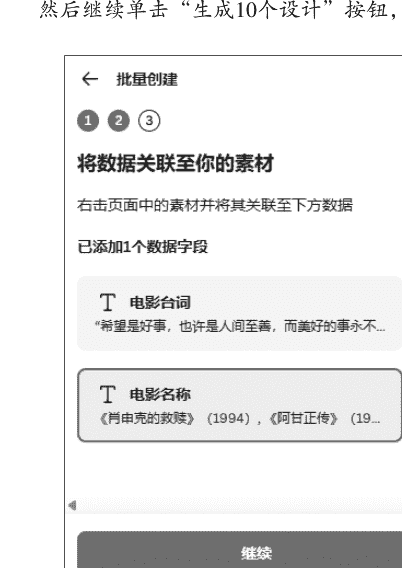 然后继续单击“生成10个设计”按钮，
← 批量创建
1 2 3
将数据关联至你的素材
右击页面中的素材并将其关联至下方数据
已添加1个数据字段
T 电影台词
“希望是好事，也许是人间至善，而美好的事永不...
T 电影名称
《肖申克的救赎》（1994），《阿甘正传》（19...
继续